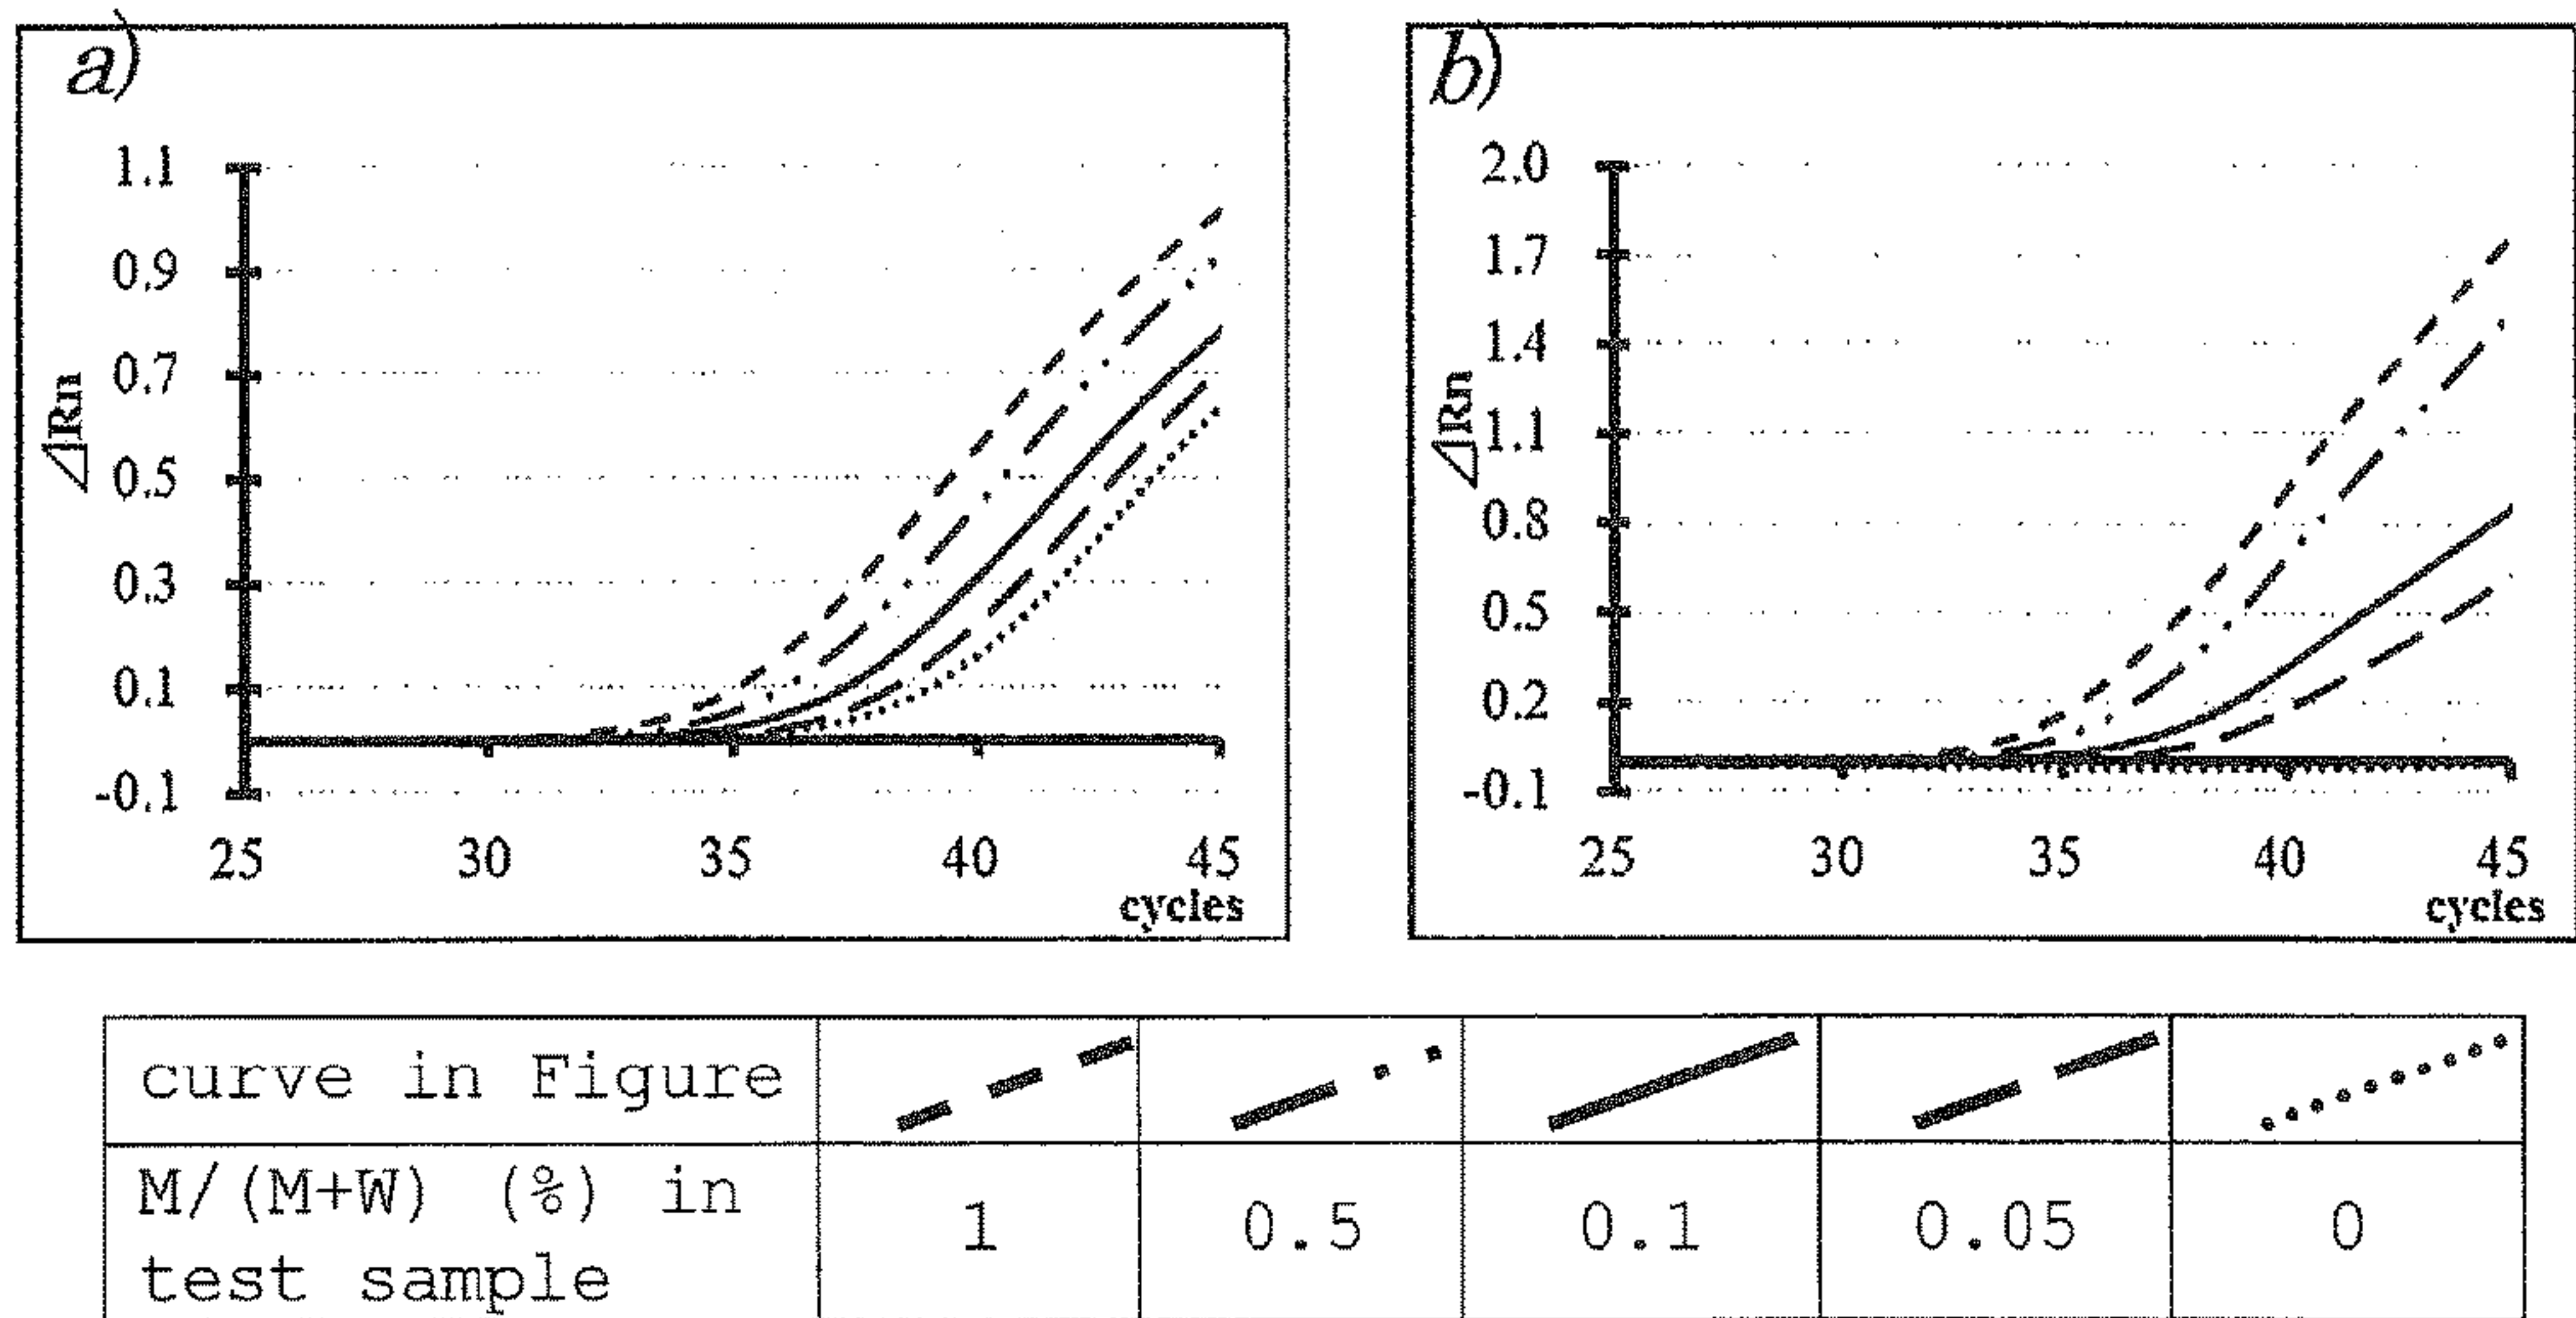 a)
1.1
0.9
0.7
0.5
0.3
0.1
-0.1
ΔRn
25 30 35 40 45
cycles
b)
2.0
1.7
1.4
1.1
0.8
0.5
0.2
-0.1
ΔRn
25 30 35 40 45
cycles
curve in Figure
M/(M+W) (%) in
test sample
1 0.5 0.1 0.05 0